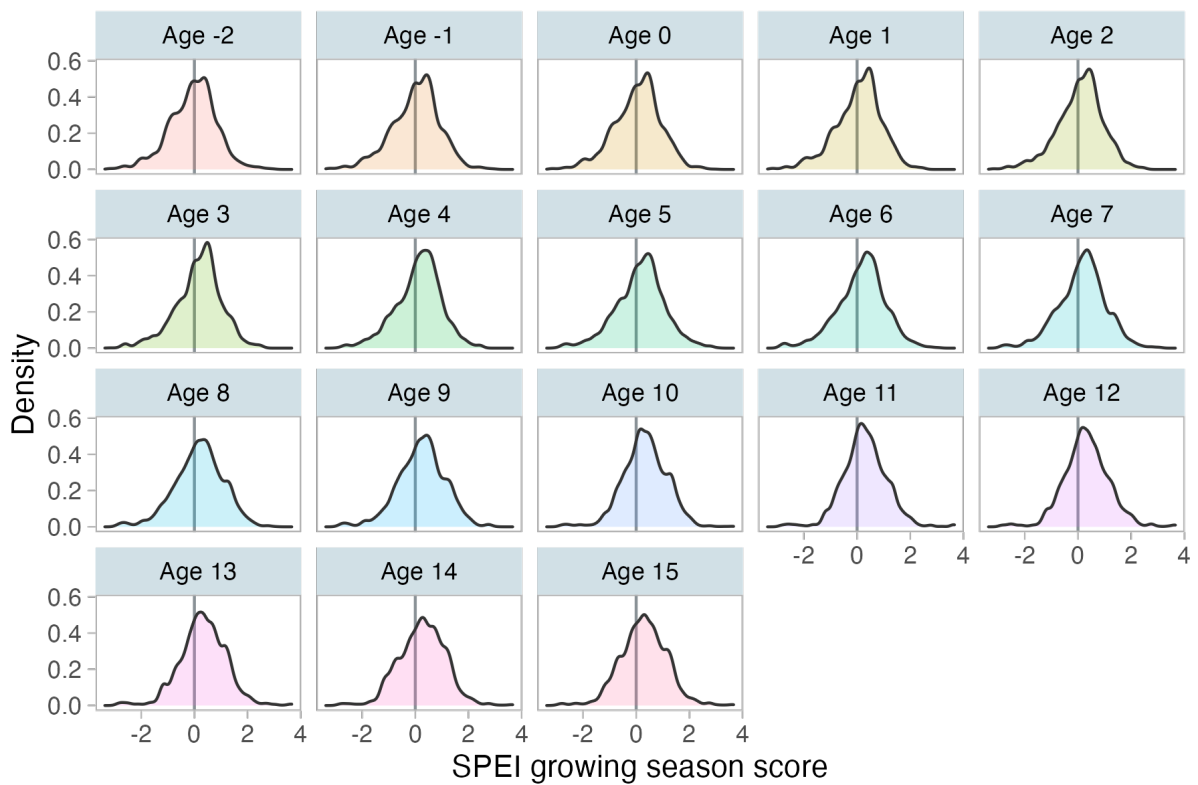 Age -2 Age -1 Age 0 Age 1 Age 2
0.6
0.4
0.2
0.0
Age 3 Age 4 Age 5 Age 6 Age 7
0.6
0.4
0.2
0.0
Density
Age 8 Age 9 Age 10 Age 11 Age 12
0.6
0.4
0.2
0.0
-2 0 2 4 -2 0 2 4
Age 13 Age 14 Age 15
0.6
0.4
0.2
0.0
-2 0 2 4 -2 0 2 4 -2 0 2 4
SPEI growing season score